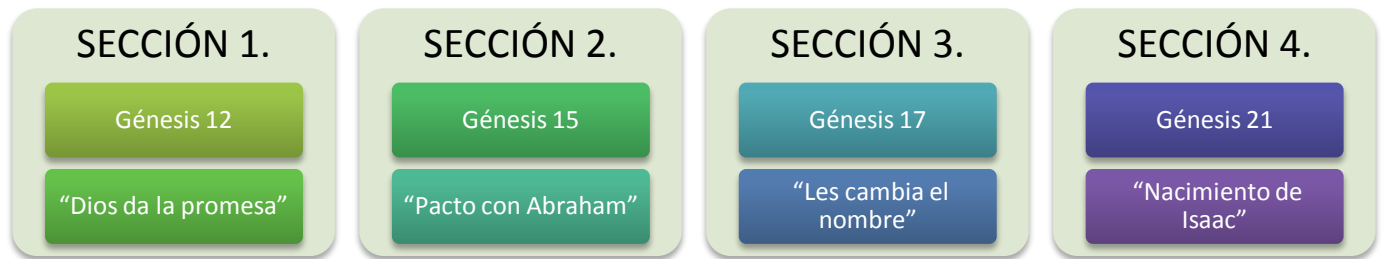 SECCIÓN 1.
Génesis 12
“Dios da la promesa”
SECCIÓN 2.
Génesis 15
“Pacto con Abraham”
SECCIÓN 3.
Génesis 17
“Les cambia el
nombre”
SECCIÓN 4.
Génesis 21
“Nacimiento de
Isaac”